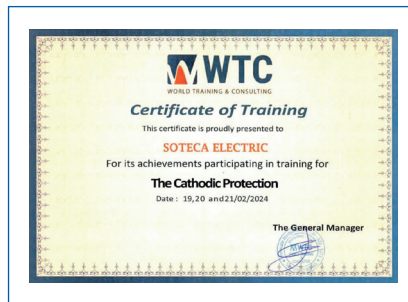 WTC
WORLD TRAINING & CONSULTING
Certificate of Training
This certificate is proudly presented to
SOTECA ELECTRIC
For its achievements participating in training for
The Cathodic Protection
Date : 19,20 and21/02/2024
The General Manager
WTC